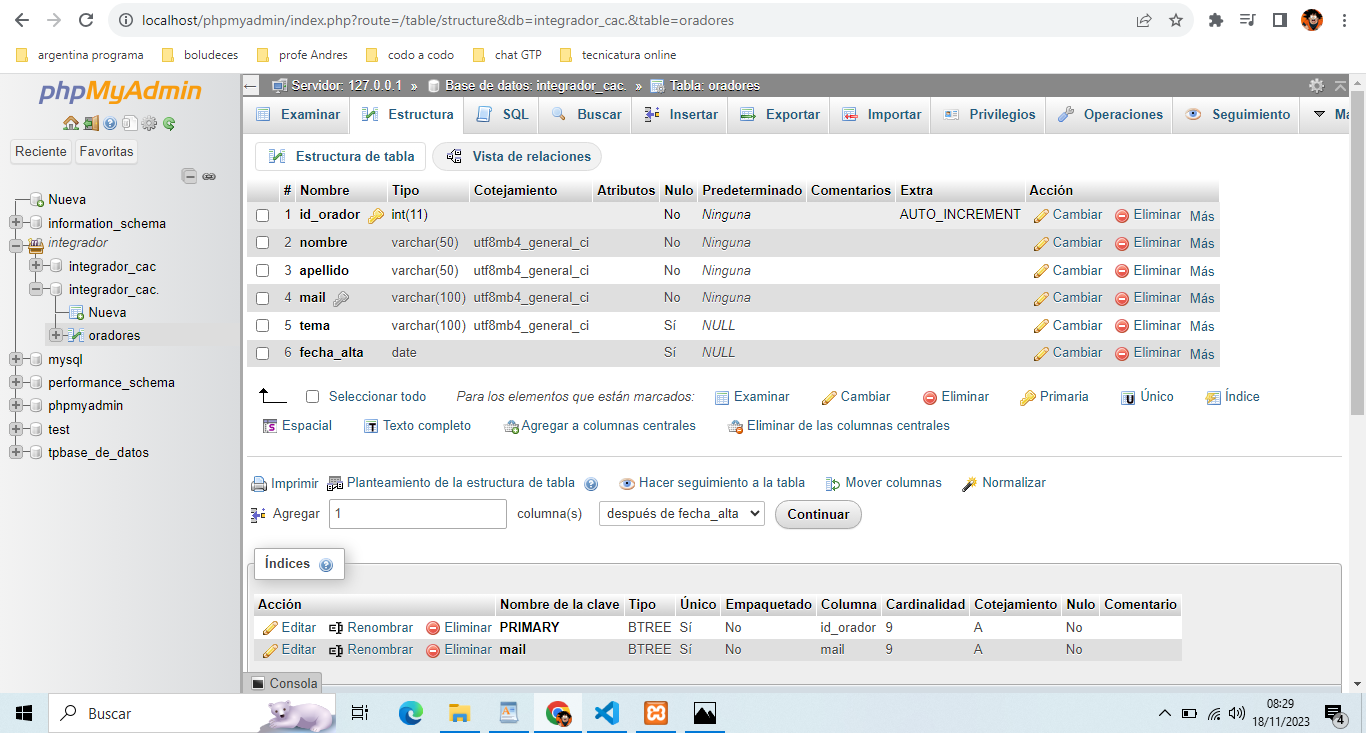 localhost/phpmyadmin/index.php?route=/table/structure&db=integrador_cac.&table=oradores
argentina programa boludeces profe Andres codo a codo chat GTP tecnicatura online
phpMyAdmin
Reciente Favoritas
Nueva
information_schema
integrador
integrador_cac
integrador_cac.
Nueva
oradores
mysql
performance_schema
phpmyadmin
test
tpbase_de_datos
Servidor: 127.0.0.1 » Base de datos: integrador_cac. » Tabla: oradores
Examinar Estructura SQL Buscar Insertar Exportar Importar Privilegios Operaciones Seguimiento Má
Estructura de tabla Vista de relaciones
# Nombre Tipo Cotejamiento Atributos Nulo Predeterminado Comentarios Extra Acción
1 id_orador int(11) No Ninguna AUTO_INCREMENT Cambiar Eliminar Más
2 nombre varchar(50) utf8mb4_general_ci No Ninguna Cambiar Eliminar Más
3 apellido varchar(50) utf8mb4_general_ci No Ninguna Cambiar Eliminar Más
4 mail varchar(100) utf8mb4_general_ci No Ninguna Cambiar Eliminar Más
5 tema varchar(100) utf8mb4_general_ci Sí NULL Cambiar Eliminar Más
6 fecha_alta date Sí NULL Cambiar Eliminar Más
Seleccionar todo Para los elementos que están marcados: Examinar Cambiar Eliminar Primaria Único Índice
Espacial Texto completo Agregar a columnas centrales Eliminar de las columnas centrales
Imprimir Planteamiento de la estructura de tabla Hacer seguimiento a la tabla Mover columnas Normalizar
Agregar 1 columna(s) después de fecha_alta Continuar
Índices
Acción Nombre de la clave Tipo Único Empaquetado Columna Cardinalidad Cotejamiento Nulo Comentario
Editar Renombrar Eliminar PRIMARY BTREE Sí No id_orador 9 A No
Editar Renombrar Eliminar mail BTREE Sí No mail 9 A No
Consola
Buscar
08:29
18/11/2023
4